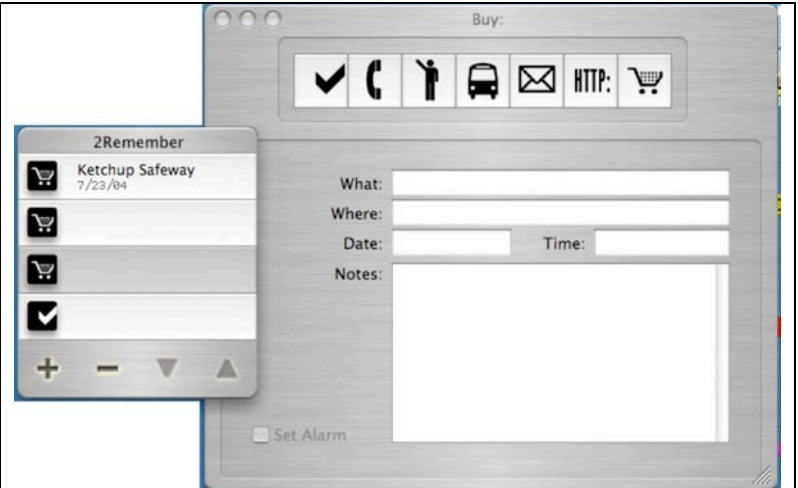 Buy:
HTTP:
2Remember
Ketchup Safeway
7/23/04
What:
Where:
Date:
Time:
Notes:
Set Alarm